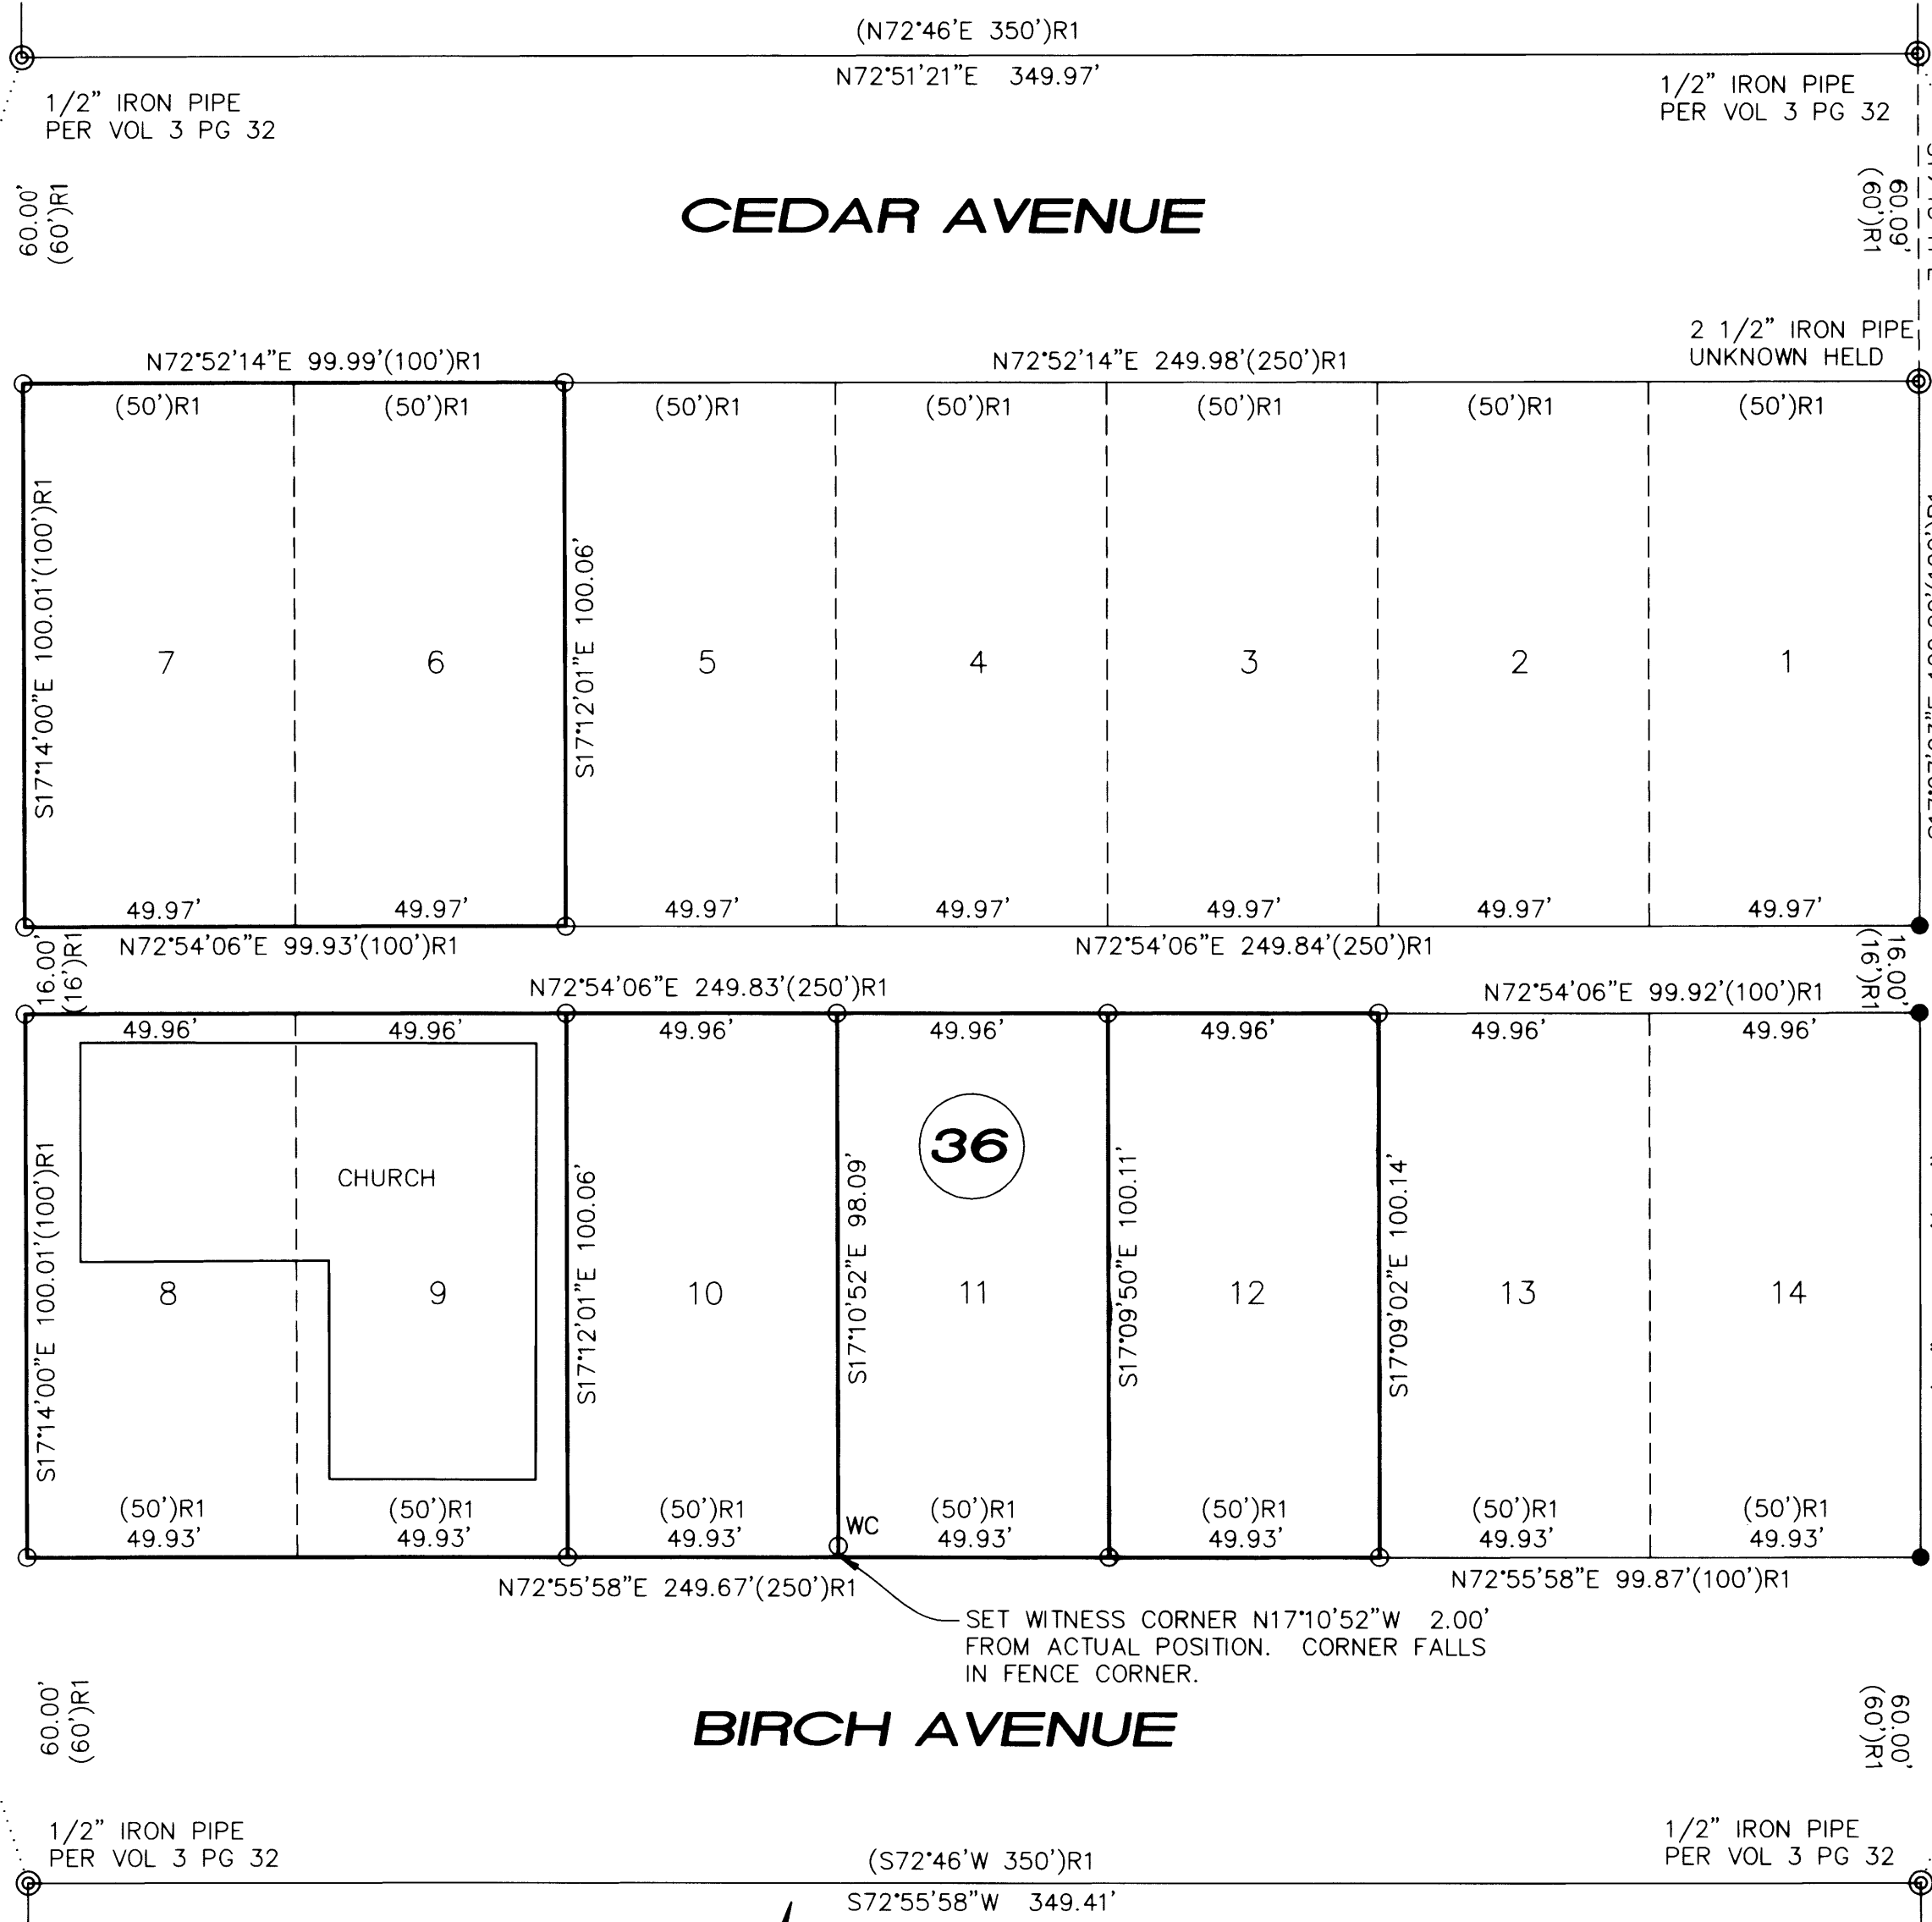 (N72°46'E 350')R1
N72°51'21"E 349.97'
1/2" IRON PIPE
PER VOL 3 PG 32
1/2" IRON PIPE
PER VOL 3 PG 32
60.00'
(60')R1
CEDAR AVENUE
60.09'
(60')R1
2 1/2" IRON PIPE
UNKNOWN HELD
N72°52'14"E 99.99'(100')R1
N72°52'14"E 249.98'(250')R1
(50')R1
(50')R1
(50')R1
(50')R1
(50')R1
(50')R1
(50')R1
S17°14'00"E 100.01'(100')R1
S17°12'01"E 100.06'
7
6
5
4
3
2
1
49.97'
49.97'
49.97'
49.97'
49.97'
49.97'
49.97'
N72°54'06"E 99.93'(100')R1
N72°54'06"E 249.84'(250')R1
16.00'
(16')R1
16.00'
(16')R1
N72°54'06"E 249.83'(250')R1
N72°54'06"E 99.92'(100')R1
49.96'
49.96'
49.96'
49.96'
49.96'
49.96'
49.96'
36
CHURCH
S17°14'00"E 100.01'(100')R1
S17°12'01"E 100.06'
S17°10'52"E 98.09'
S17°09'50"E 100.11'
S17°09'02"E 100.14'
8
9
10
11
12
13
14
(50')R1
(50')R1
(50')R1
(50')R1
(50')R1
(50')R1
(50')R1
WC
49.93'
49.93'
49.93'
49.93'
49.93'
49.93'
49.93'
N72°55'58"E 249.67'(250')R1
N72°55'58"E 99.87'(100')R1
SET WITNESS CORNER N17°10'52"W 2.00'
FROM ACTUAL POSITION. CORNER FALLS
IN FENCE CORNER.
60.00'
(60')R1
BIRCH AVENUE
60.00'
(60')R1
1/2" IRON PIPE
PER VOL 3 PG 32
1/2" IRON PIPE
PER VOL 3 PG 32
(S72°46'W 350')R1
S72°55'58"W 349.41'